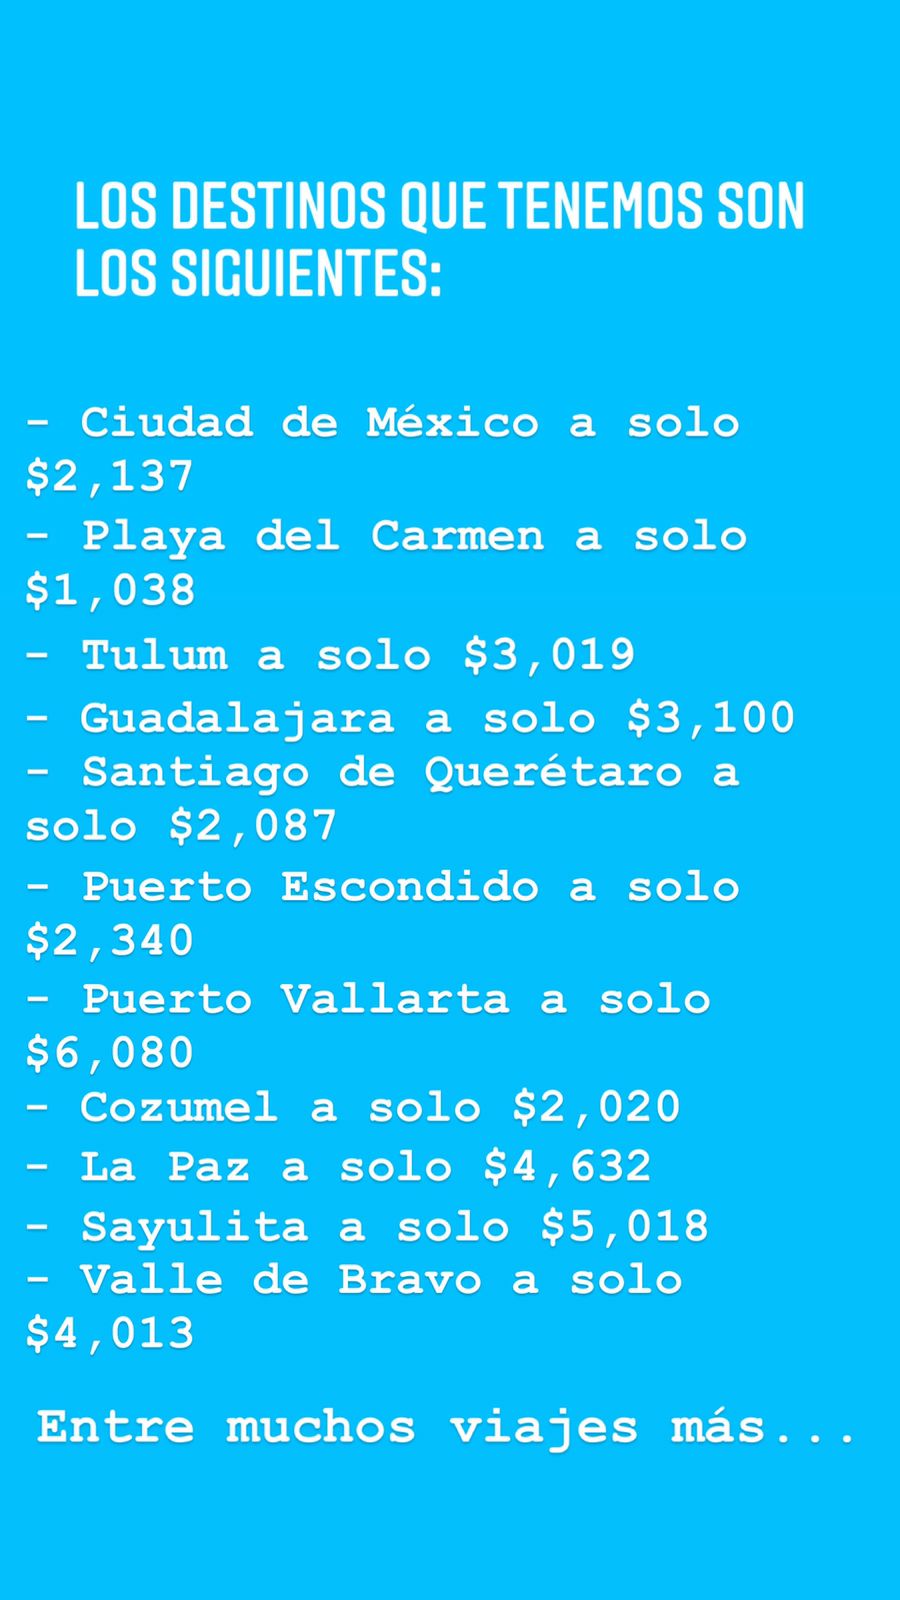 LOS DESTINOS QUE TENEMOS SON
LOS SIGUIENTES:
- Ciudad de México a solo
$2,137
- Playa del Carmen a solo
$1,038
- Tulum a solo $3,019
- Guadalajara a solo $3,100
- Santiago de Querétaro a
solo $2,087
- Puerto Escondido a solo
$2,340
- Puerto Vallarta a solo
$6,080
- Cozumel a solo $2,020
- La Paz a solo $4,632
- Sayulita a solo $5,018
- Valle de Bravo a solo
$4,013
Entre muchos viajes más...